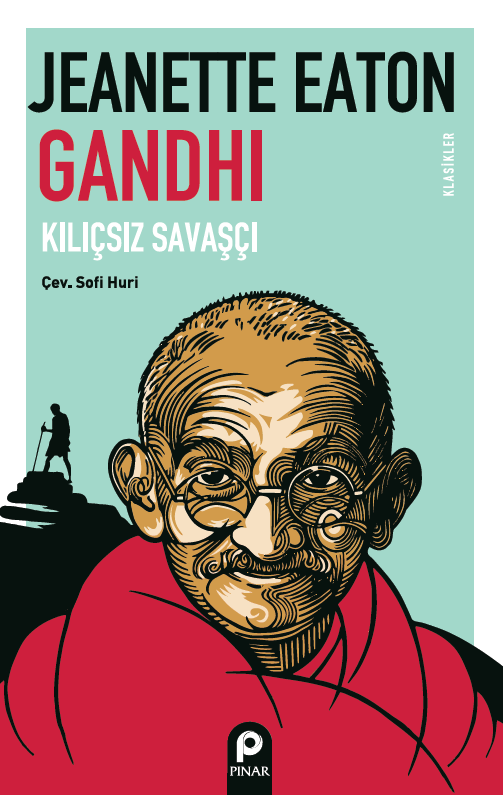 JEANETTE EATON
GANDHI
KLASİKLER
KILIÇSIZ SAVAŞÇI
Çev. Sofi Huri
PINAR